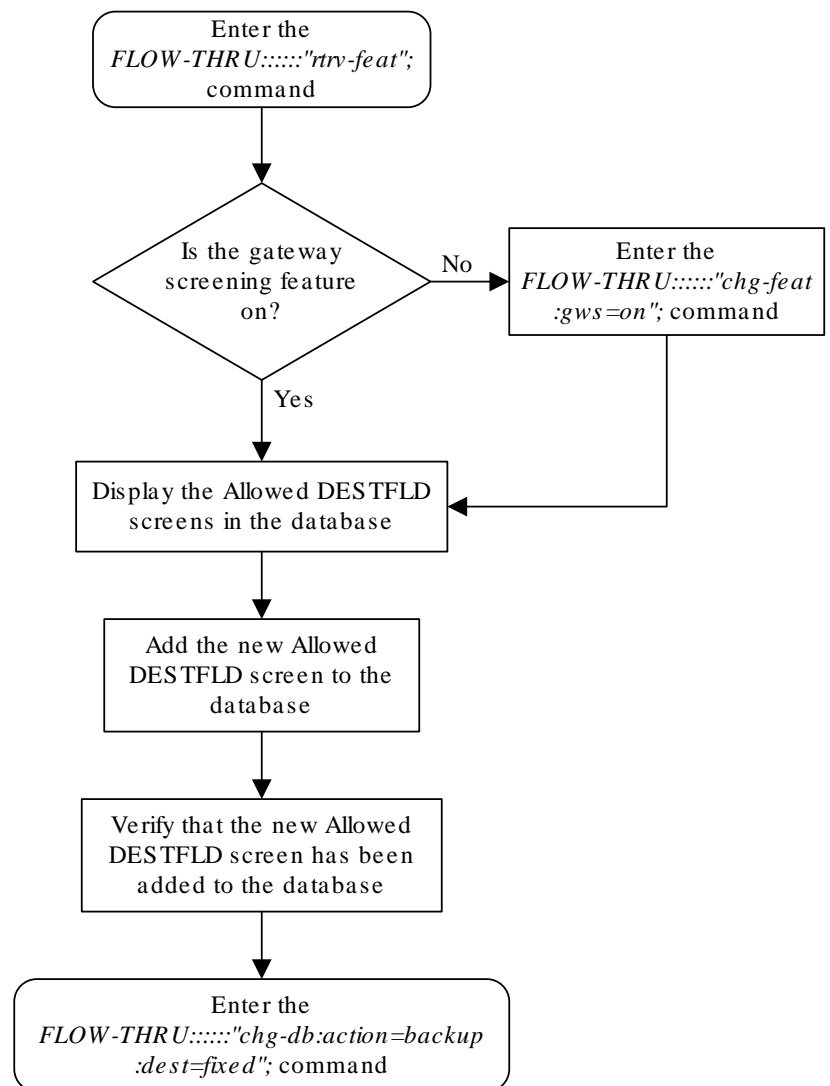 Enter the
FLOW-THRU::::::"rtrv-feat";
command
Is the gateway
screening feature
on?
No
Enter the
FLOW-THRU::::::"chg-feat
:gws=on"; command
Yes
Display the Allowed DESTFLD
screens in the database
Add the new Allowed
DESTFLD screen to the
database
Verify that the new Allowed
DESTFLD screen has been
added to the database
Enter the
FLOW-THRU::::::"chg-db:action=backup
:dest=fixed"; command